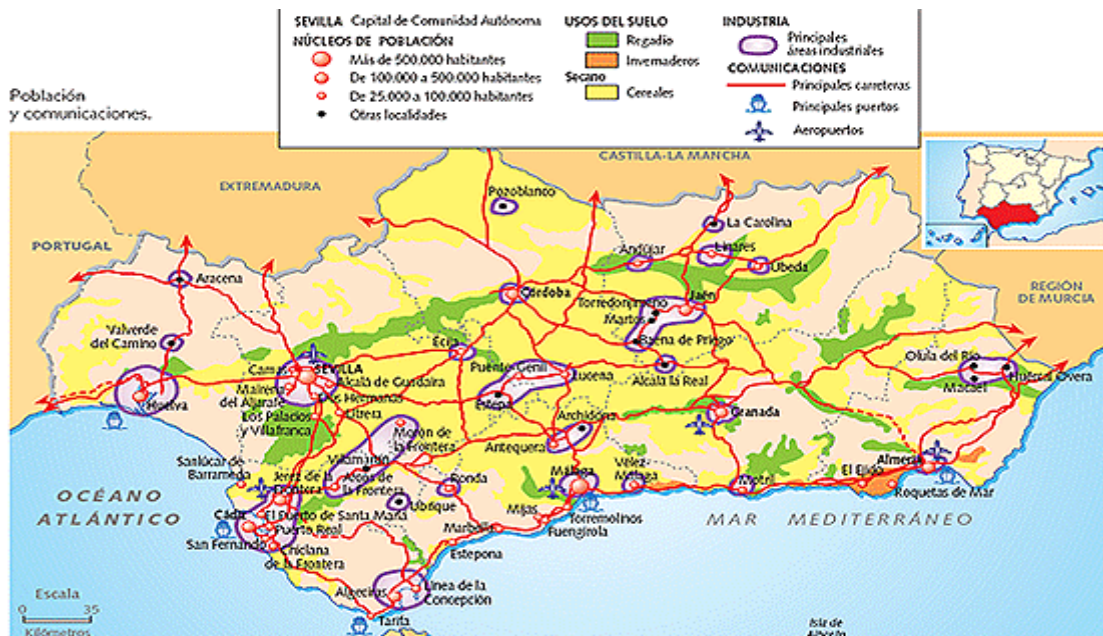 SEVILLA Capital de Comunidad Autónoma
NÚCLEOS DE POBLACIÓN
Más de 500.000 habitantes
De 100.000 a 500.000 habitantes
De 25.000 a 100.000 habitantes
Otras localidades
USOS DEL SUELO
Regadío
Invernaderos
Secano
Cereales
INDUSTRIA
Principales
áreas industriales
COMUNICACIONES
Principales carreteras
Principales puertos
Aeropuertos
Población
y comunicaciones.
CASTILLA-LA MANCHA
EXTREMADURA
PORTUGAL
REGIÓN
DE MURCIA
Pozoblanco
La Carolina
Andújar
Linares
Úbeda
Aracena
Córdoba
Torredonjimeno
Jaén
Martos
Baena de Priego
Valverde
del Camino
Écija
Puente Genil
Lucena
Alcalá la Real
Olula del Río
Macael
Huércal Overa
Camas
SEVILLA
Mairena
del Aljarafe
Alcalá de Guadaira
Dos Hermanas
Utrera
Los Palacios
y Villafranca
Huelva
Estepa
Archidona
Granada
Morón de
la Frontera
Antequera
Villamartín
Sanlúcar de
Barrameda
Jerez de la
Frontera
Arcos de
la Frontera
Ronda
Málaga
Vélez
Málaga
Motril
El Ejido
Almería
Roquetas de Mar
Ubrique
El Puerto de Santa María
Cádiz
Puerto Real
San Fernando
Chiclana
de la Frontera
Mijas
Torremolinos
Fuengirola
Marbella
Estepona
Algeciras
Línea de la
Concepción
Tarifa
OCÉANO
ATLÁNTICO
MAR MEDITERRÁNEO
Escala
0 35
Kilómetros
Isla de